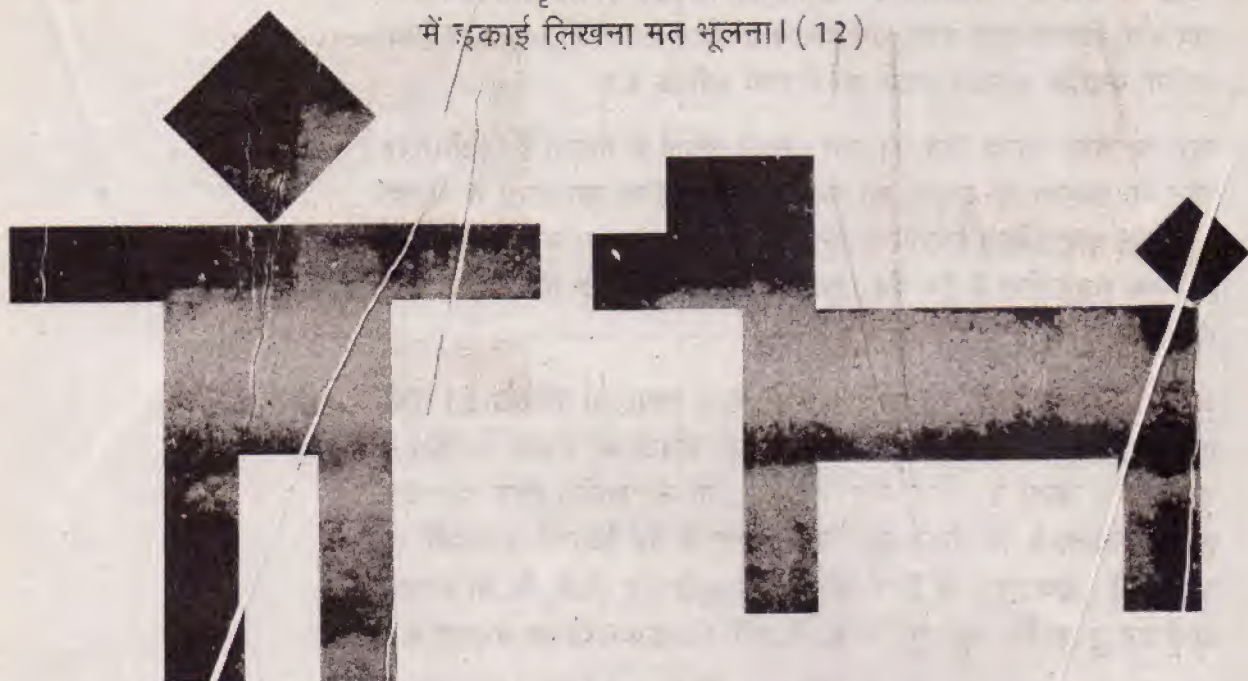 में इकाई लिखना मत भूलना। (12)